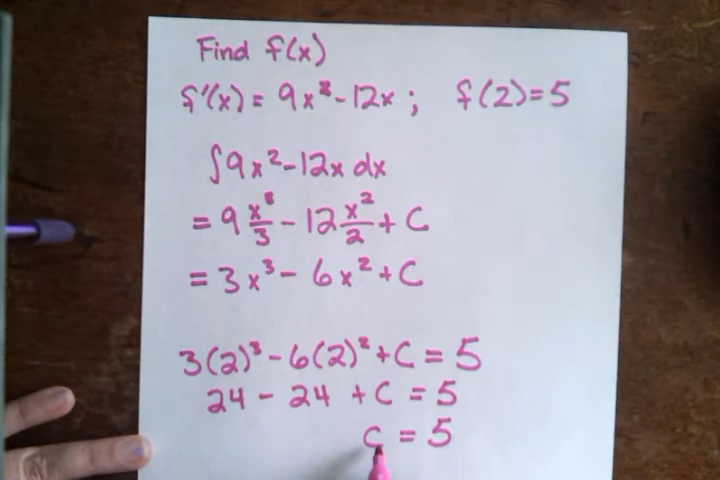 Find f(x)
f'(x) = 9x² - 12x ; f(2) = 5
∫9x² - 12x dx
= 9 x³/3 - 12 x²/2 + C
= 3x³ - 6x² + C
3(2)³ - 6(2)² + C = 5
24 - 24 + C = 5
C = 5